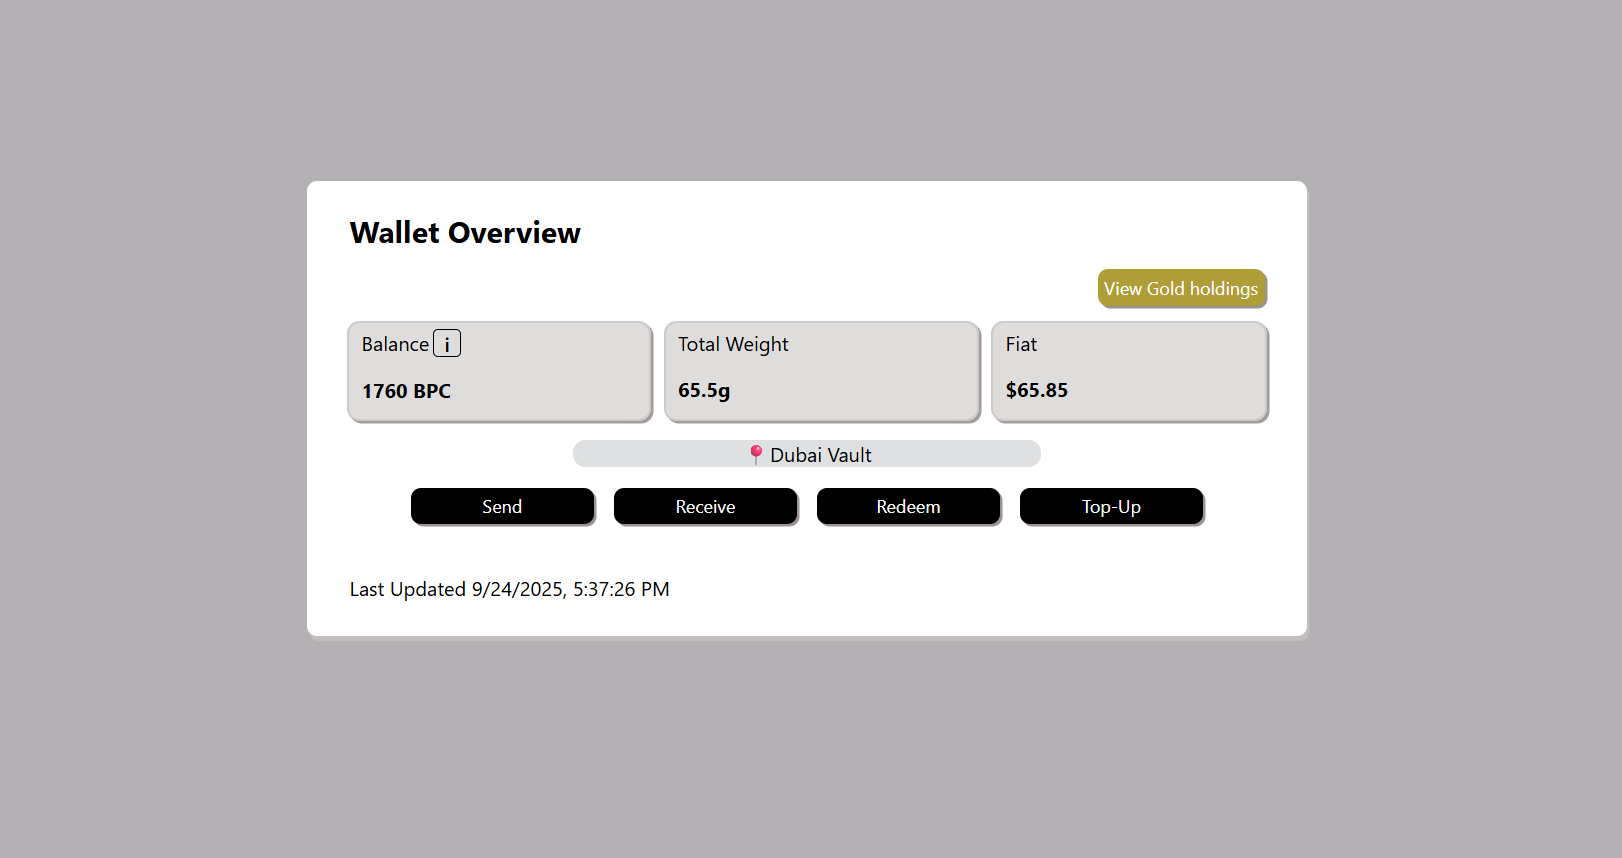 Wallet Overview
View Gold holdings
Balance i
1760 BPC
Total Weight
65.5g
Fiat
$65.85
📍 Dubai Vault
Send
Receive
Redeem
Top-Up
Last Updated 9/24/2025, 5:37:26 PM